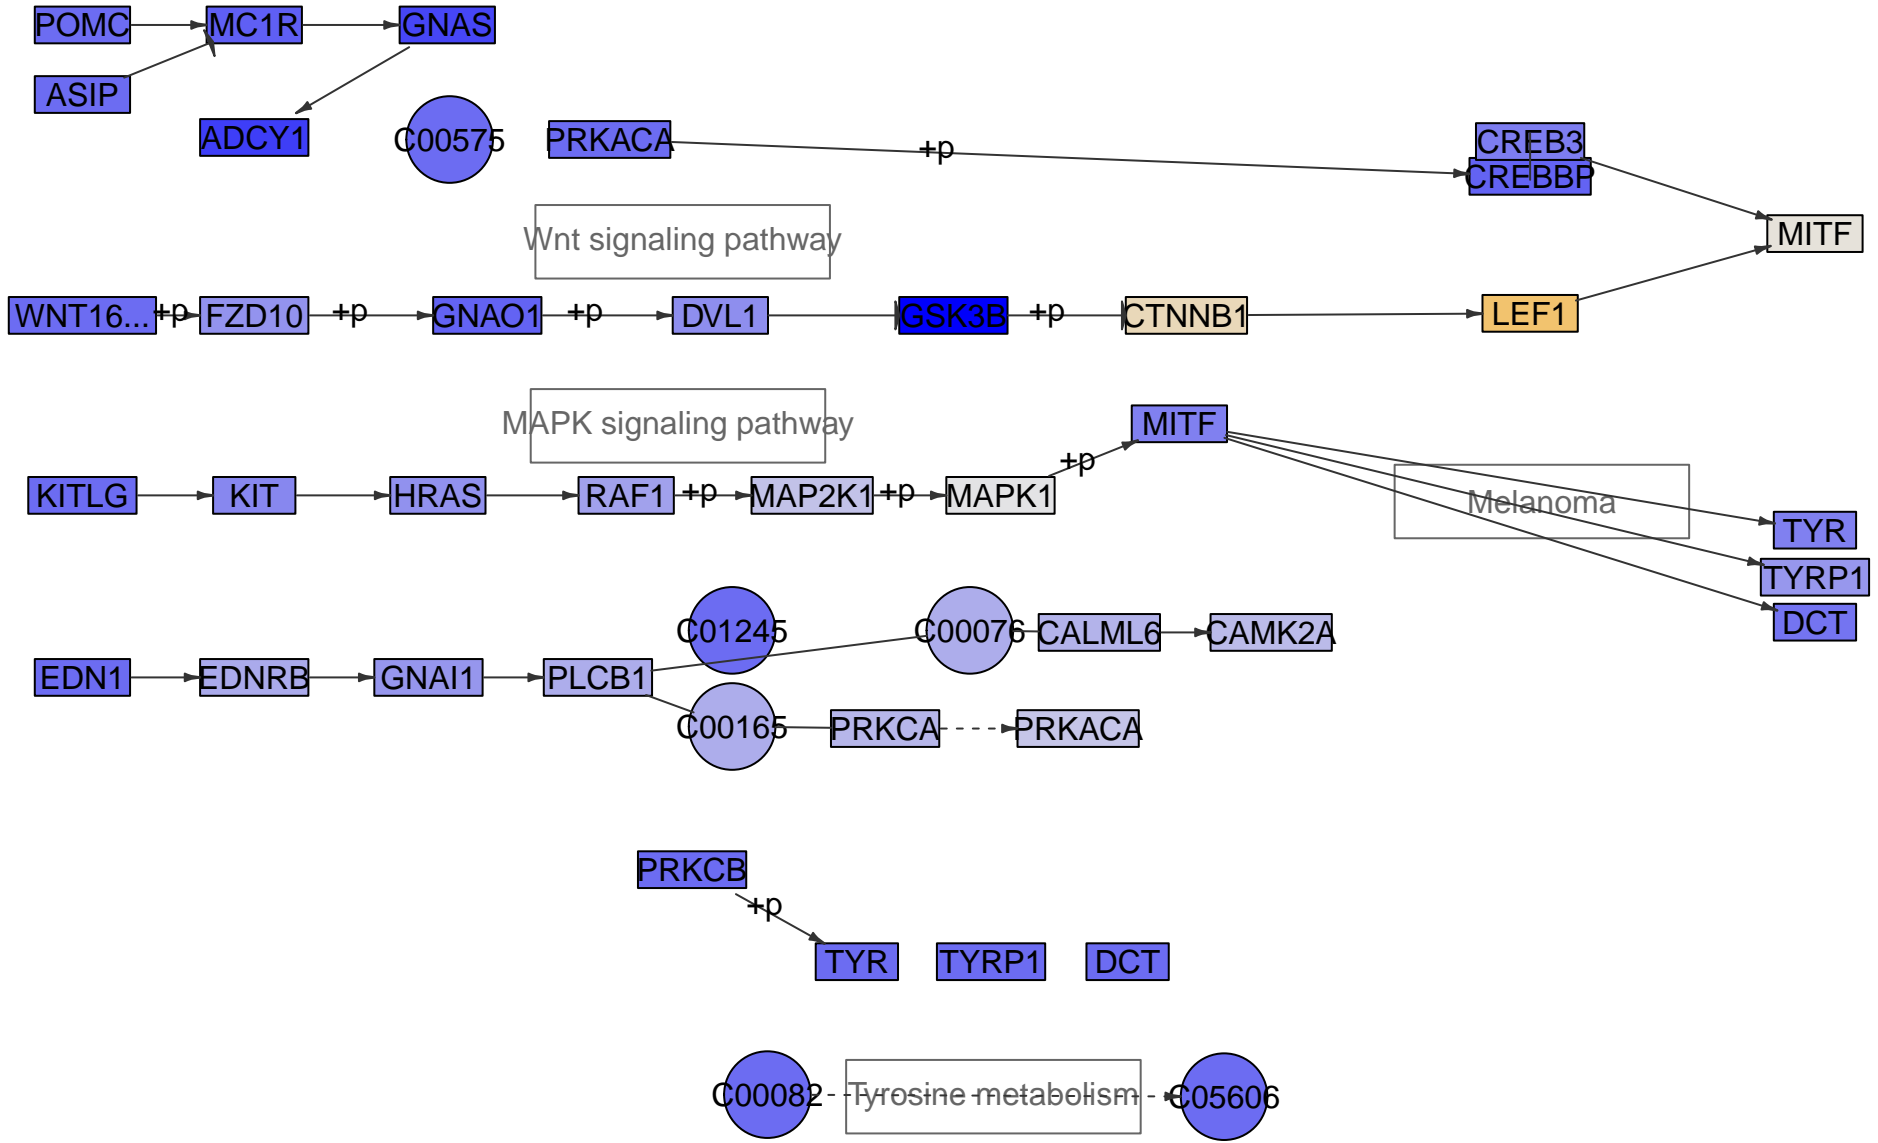 POMC
MC1R
GNAS
ASIP
ADCY1
C00575
PRKACA
+p
CREB3
CREBBP
Wnt signaling pathway
MITF
WNT16...
+p
FZD10
+p
GNAO1
+p
DVL1
GSK3B
+p
CTNNB1
LEF1
MAPK signaling pathway
MITF
+p
KITLG
KIT
HRAS
RAF1
+p
MAP2K1
+p
MAPK1
Melanoma
TYR
TYRP1
DCT
C01245
C00076
CALML6
CAMK2A
EDN1
EDNRB
GNAI1
PLCB1
C00165
PRKCA
PRKACA
PRKCB
+p
TYR
TYRP1
DCT
C00082
Tyrosine metabolism
C05606